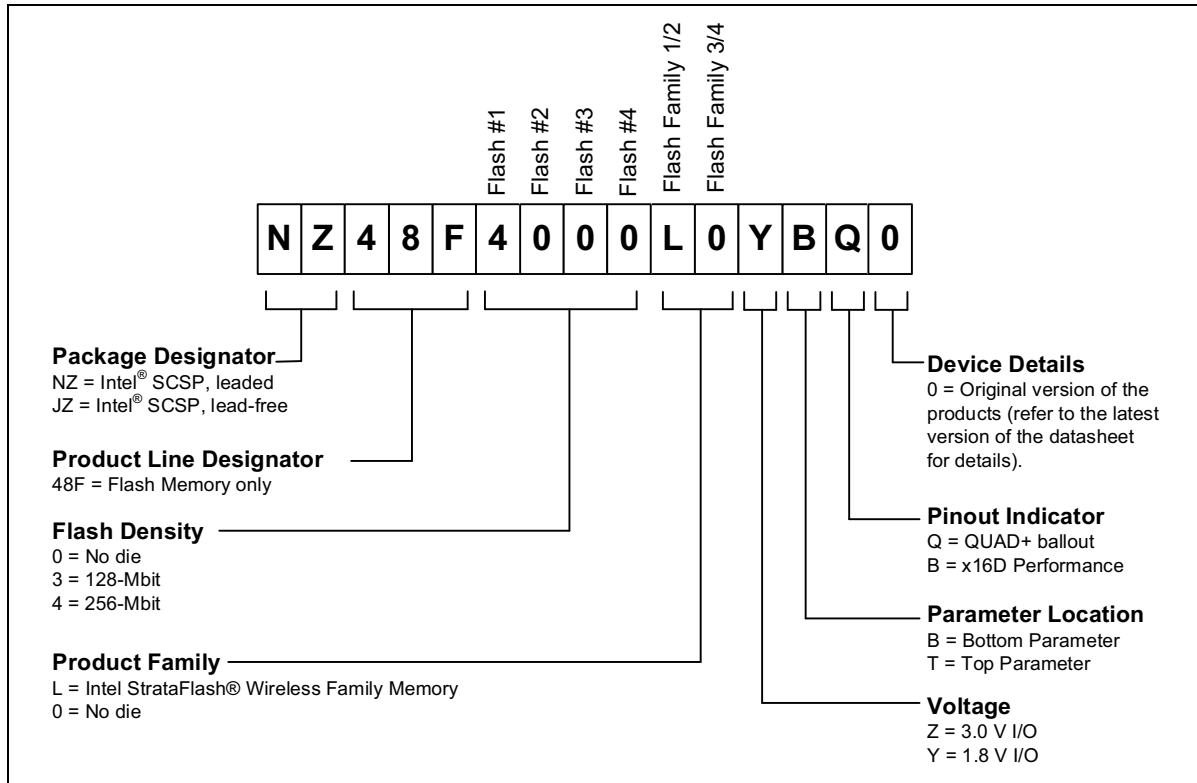 Flash #1
Flash #2
Flash #3
Flash #4
Flash Family 1/2
Flash Family 3/4
N Z 4 8 F 4 0 0 0 L 0 Y B Q 0
Package Designator
NZ = Intel® SCSP, leaded
JZ = Intel® SCSP, lead-free
Product Line Designator
48F = Flash Memory only
Flash Density
0 = No die
3 = 128-Mbit
4 = 256-Mbit
Product Family
L = Intel StrataFlash® Wireless Family Memory
0 = No die
Device Details
0 = Original version of the
products (refer to the latest
version of the datasheet
for details).
Pinout Indicator
Q = QUAD+ ballout
B = x16D Performance
Parameter Location
B = Bottom Parameter
T = Top Parameter
Voltage
Z = 3.0 V I/O
Y = 1.8 V I/O